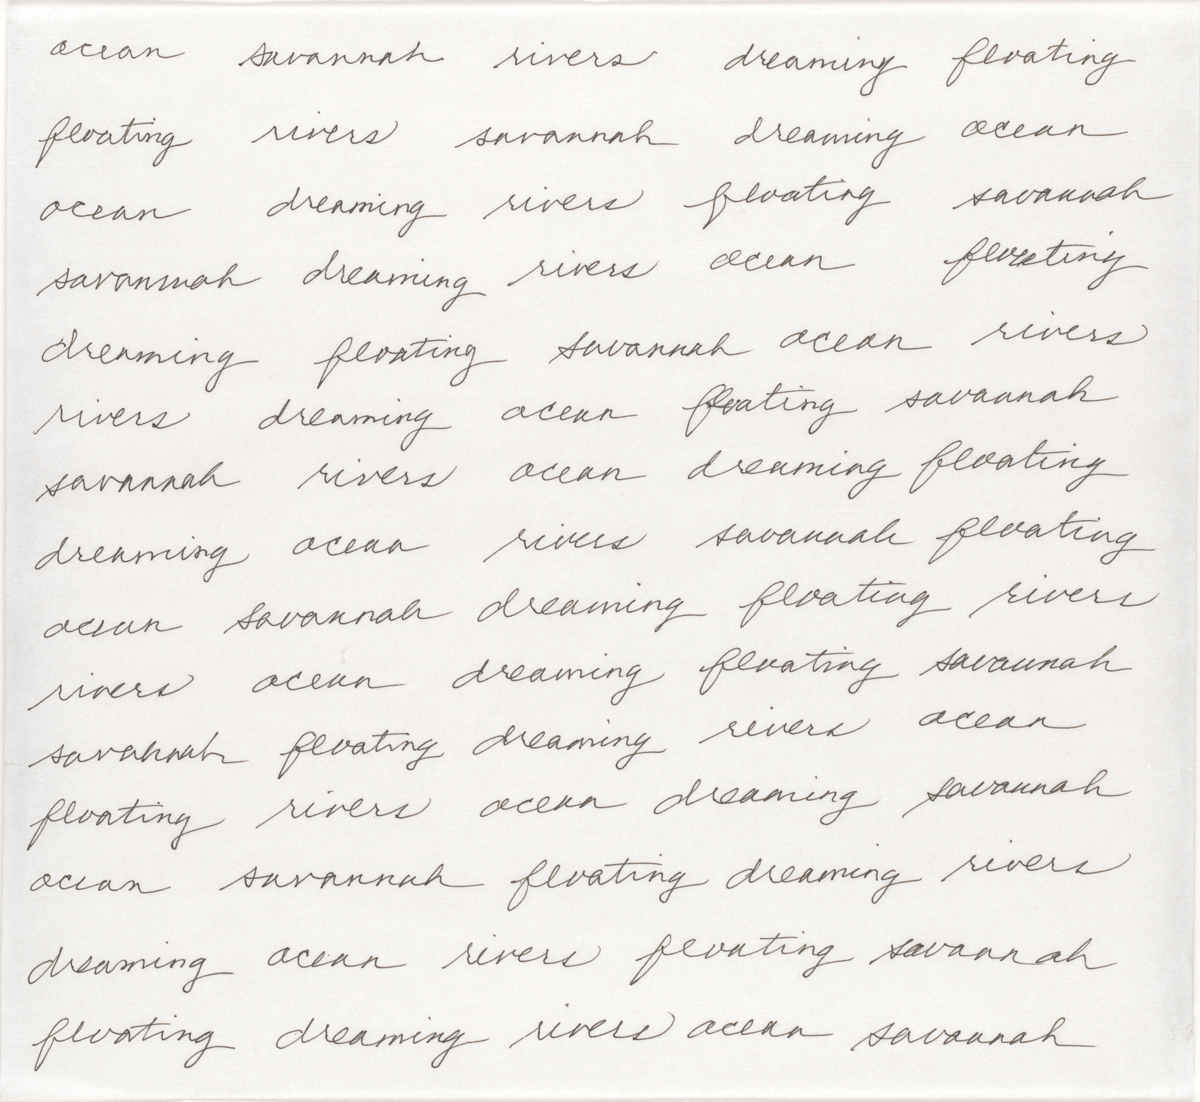 ocean savannah rivers dreaming floating
floating rivers savannah dreaming ocean
ocean dreaming rivers floating savannah
savannah dreaming rivers ocean floating
dreaming floating savannah ocean rivers
rivers dreaming ocean floating savannah
savannah rivers ocean dreaming floating
dreaming ocean rivers savannah floating
ocean savannah dreaming floating rivers
rivers ocean dreaming floating savannah
savannah floating dreaming rivers ocean
floating rivers ocean dreaming savannah
ocean savannah floating dreaming rivers
dreaming ocean rivers floating savannah
floating dreaming rivers ocean savannah